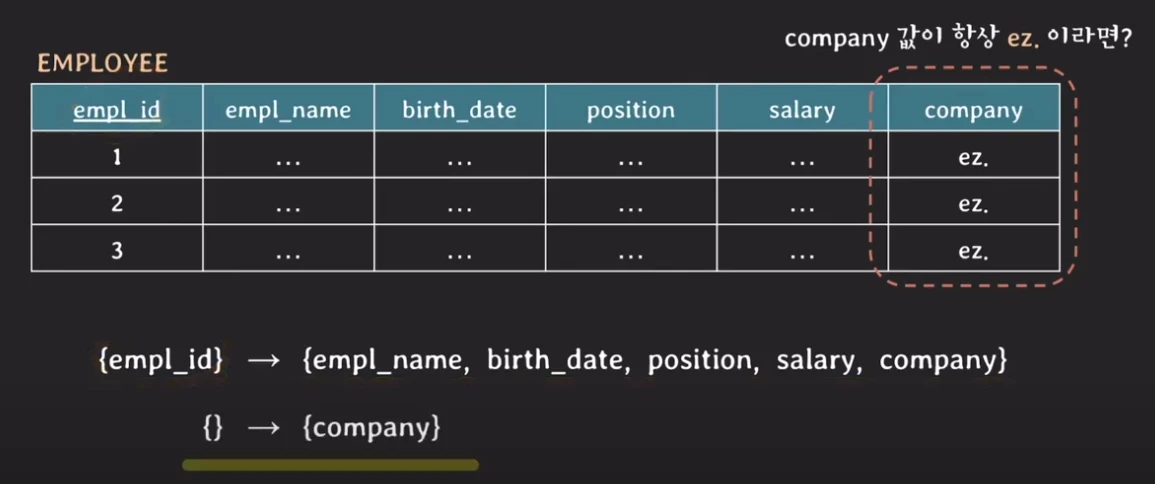 company 값이 항상 ez. 이라면?
EMPLOYEE
empl_id empl_name birth_date position salary company
1 ... ... ... ... ez.
2 ... ... ... ... ez.
3 ... ... ... ... ez.
{empl_id} → {empl_name, birth_date, position, salary, company}
{} → {company}